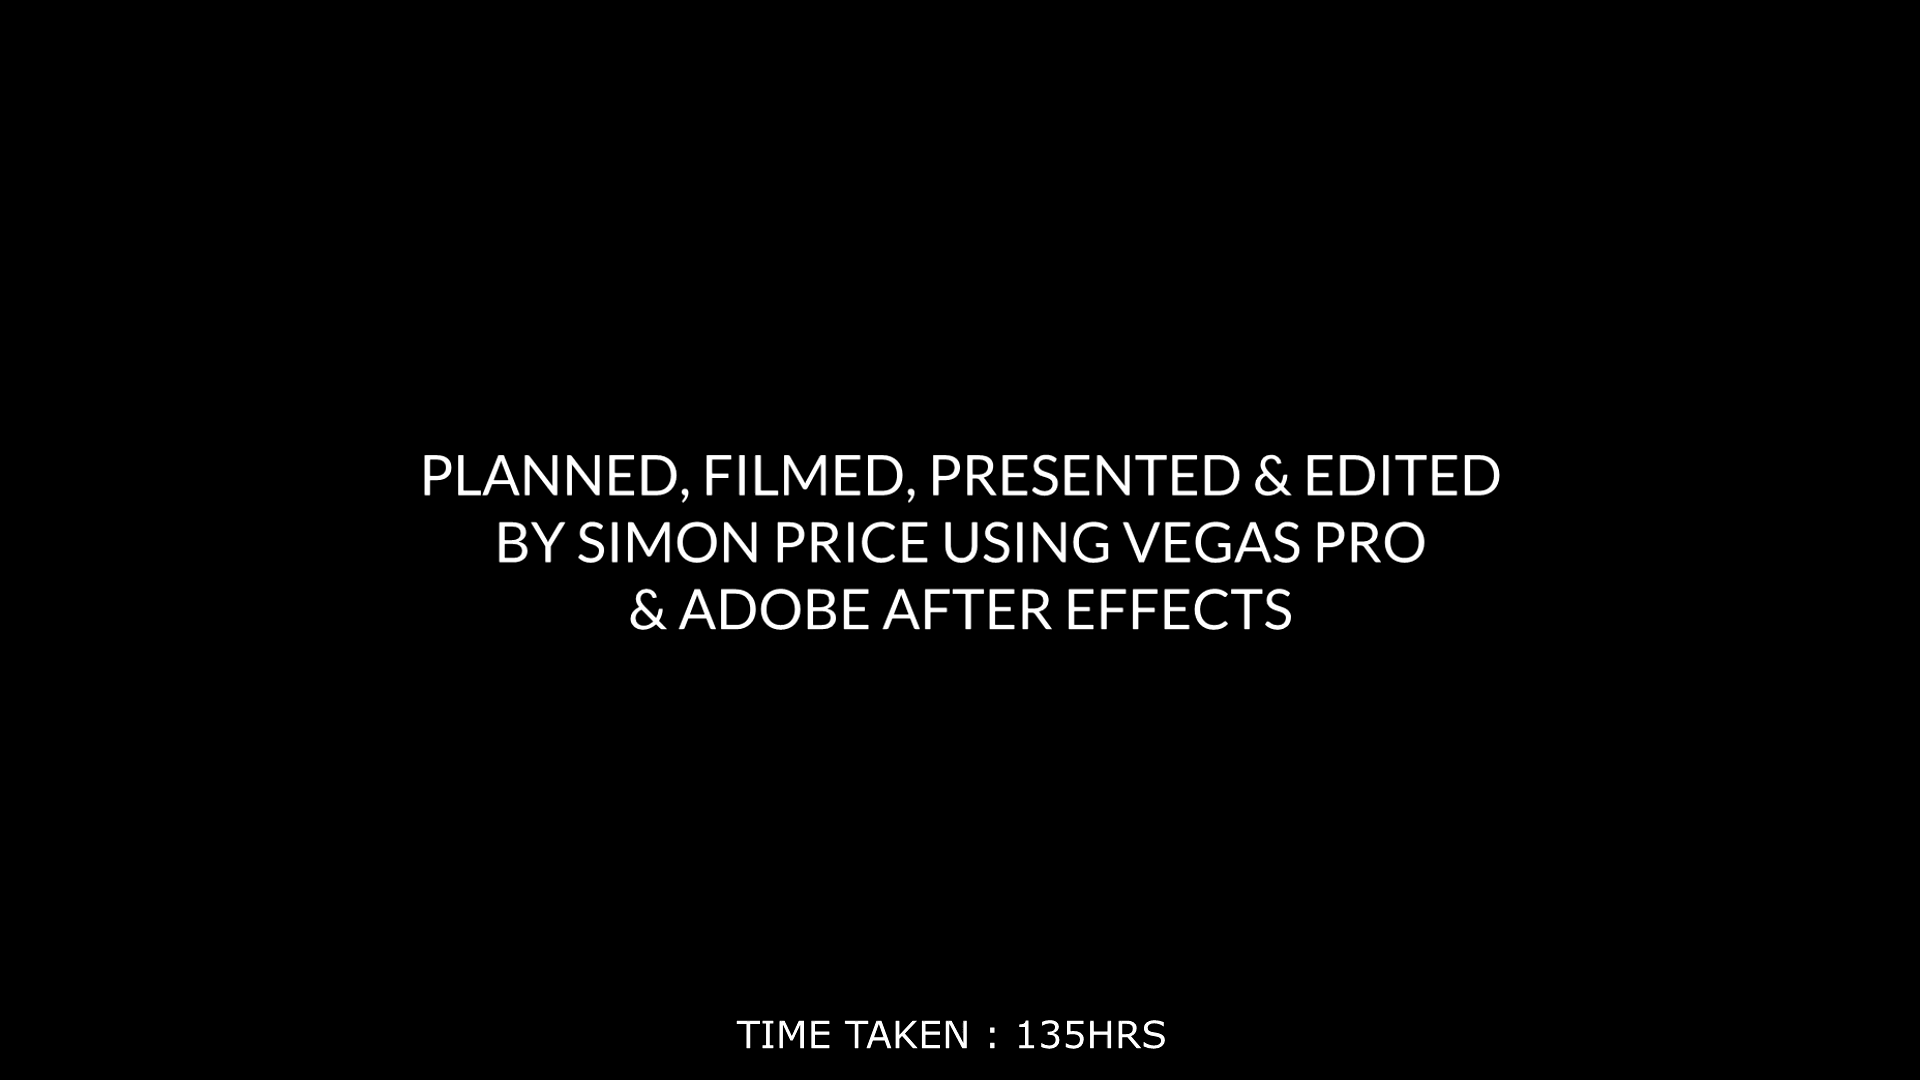 PLANNED, FILMED, PRESENTED & EDITED
BY SIMON PRICE USING VEGAS PRO
& ADOBE AFTER EFFECTS
TIME TAKEN : 135HRS